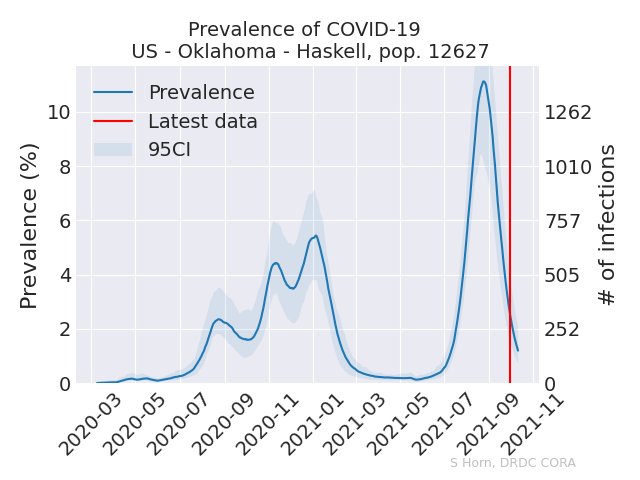 Prevalence of COVID-19
US - Oklahoma - Haskell, pop. 12627
Prevalence
Latest data
95CI
Prevalence (%)
10
8
6
4
2
0
1262
1010
757
505
252
0
# of infections
2020-03
2020-05
2020-07
2020-09
2020-11
2021-01
2021-03
2021-05
2021-07
2021-09
2021-11
S Horn, DRDC CORA